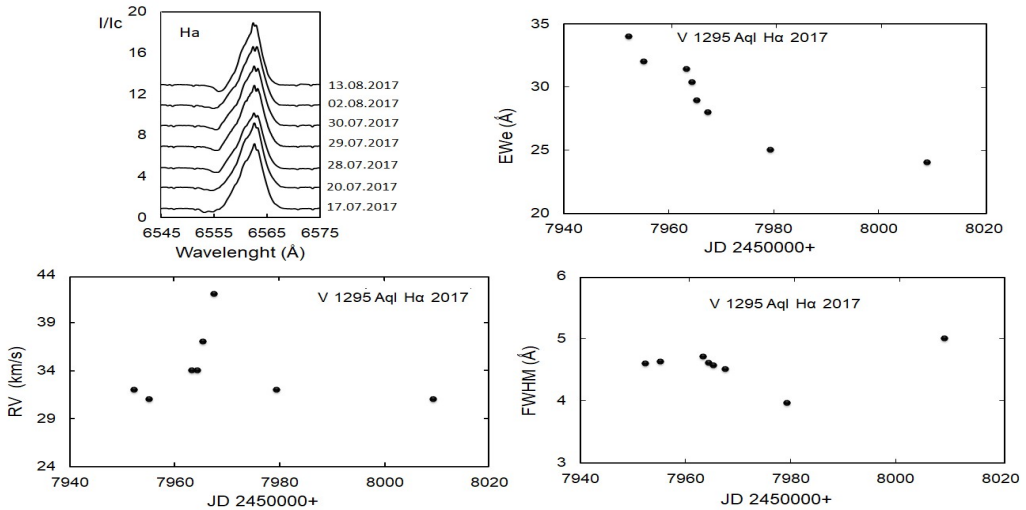 I/Ic
20
16
12
8
4
0
Ha
13.08.2017
02.08.2017
30.07.2017
29.07.2017
28.07.2017
20.07.2017
17.07.2017
6545 6555 6565 6575
Wavelenght (Å)
35
30
25
20
EWe (Å)
V 1295 Aql Hα 2017
7940 7960 7980 8000 8020
JD 2450000+
44
39
34
29
24
RV (km/s)
V 1295 Aql Hα 2017
7940 7960 7980 8000 8020
JD 2450000+
6
5
4
3
FWHM (Å)
V 1295 Aql Hα 2017
7940 7960 7980 8000 8020
JD 2450000+